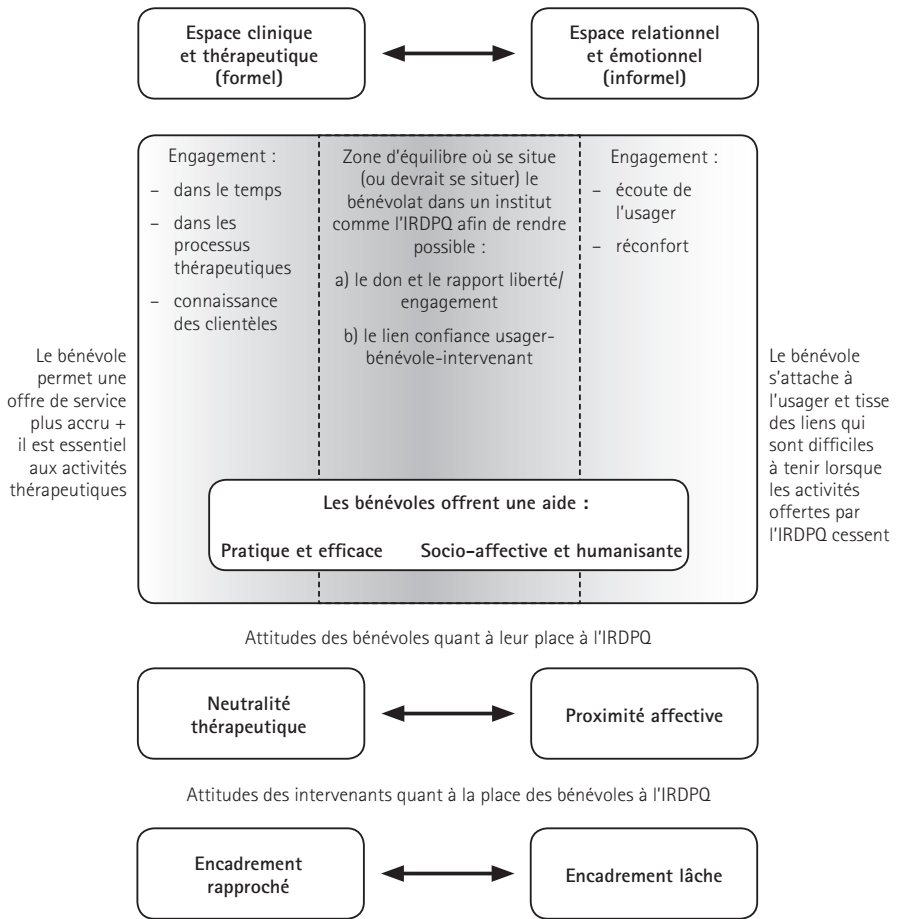 Espace clinique
et thérapeutique
(formel)
Espace relationnel
et émotionnel
(informel)
Engagement :
– dans le temps
– dans les
processus
thérapeutiques
– connaissance
des clientèles
Zone d'équilibre où se situe
(ou devrait se situer) le
bénévolat dans un institut
comme l'IRDPQ afin de rendre
possible :
a) le don et le rapport liberté/
engagement
b) le lien confiance usager-
bénévole-intervenant
Engagement :
– écoute de
l'usager
– réconfort
Le bénévole
permet une
offre de service
plus accru +
il est essentiel
aux activités
thérapeutiques
Le bénévole
s'attache à
l'usager et tisse
des liens qui
sont difficiles
à tenir lorsque
les activités
offertes par
l'IRDPQ cessent
Les bénévoles offrent une aide :
Pratique et efficace Socio-affective et humanisante
Attitudes des bénévoles quant à leur place à l'IRDPQ
Neutralité
thérapeutique
Proximité affective
Attitudes des intervenants quant à la place des bénévoles à l'IRDPQ
Encadrement
rapproché
Encadrement lâche